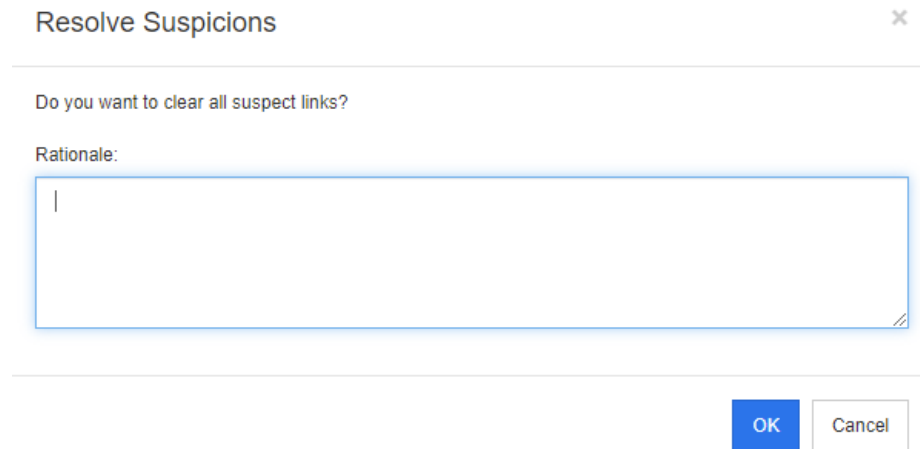 Resolve Suspicions
Do you want to clear all suspect links?
Rationale:
OK
Cancel